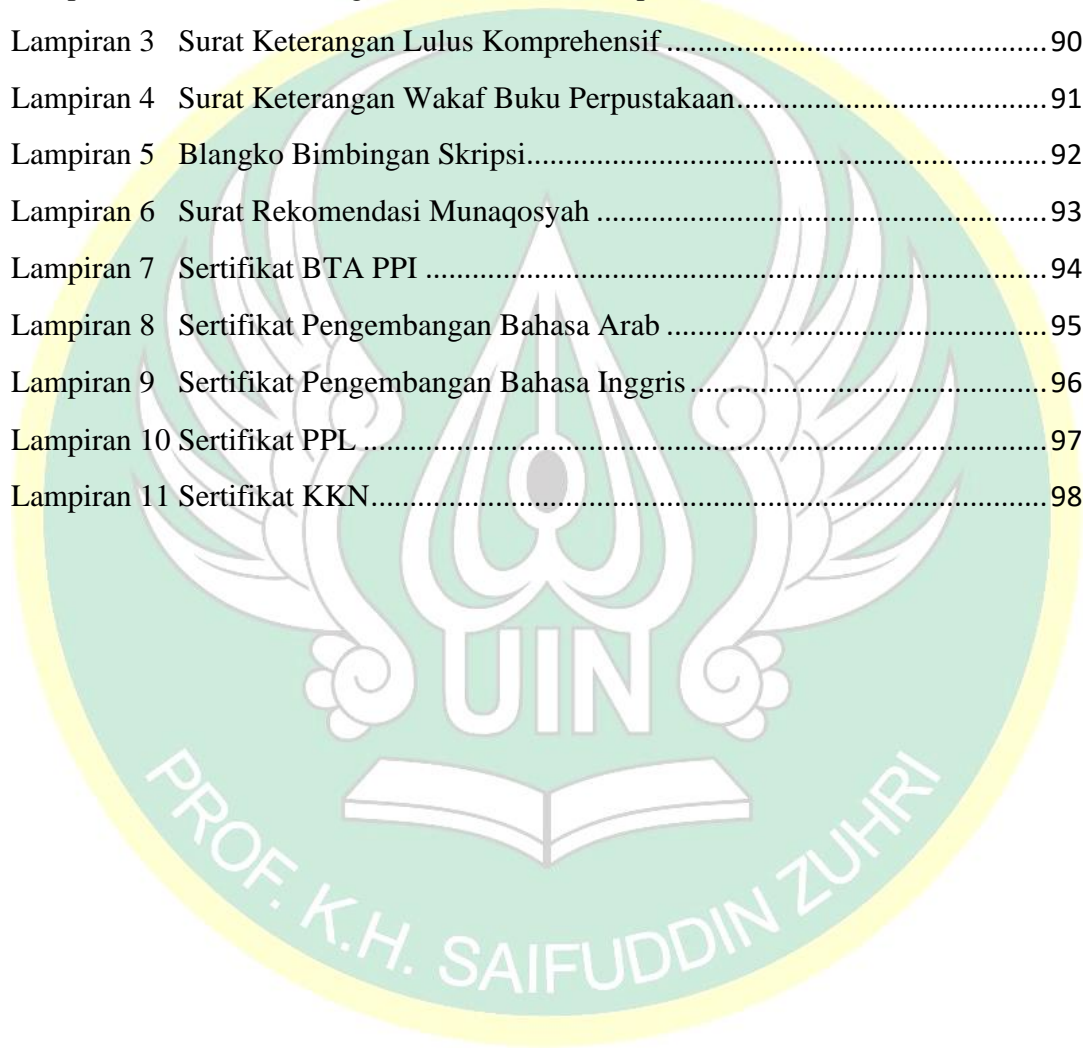 Lampiran 3 Surat Keterangan Lulus Komprehensif ................................................ 90
Lampiran 4 Surat Keterangan Wakaf Buku Perpustakaan....................................... 91
Lampiran 5 Blangko Bimbingan Skripsi.................................................................. 92
Lampiran 6 Surat Rekomendasi Munaqosyah ......................................................... 93
Lampiran 7 Sertifikat BTA PPI ............................................................................... 94
Lampiran 8 Sertifikat Pengembangan Bahasa Arab ................................................ 95
Lampiran 9 Sertifikat Pengembangan Bahasa Inggris ............................................. 96
Lampiran 10 Sertifikat PPL...................................................................................... 97
Lampiran 11 Sertifikat KKN.................................................................................... 98
UIN
PROF. K.H. SAIFUDDIN ZUHRI